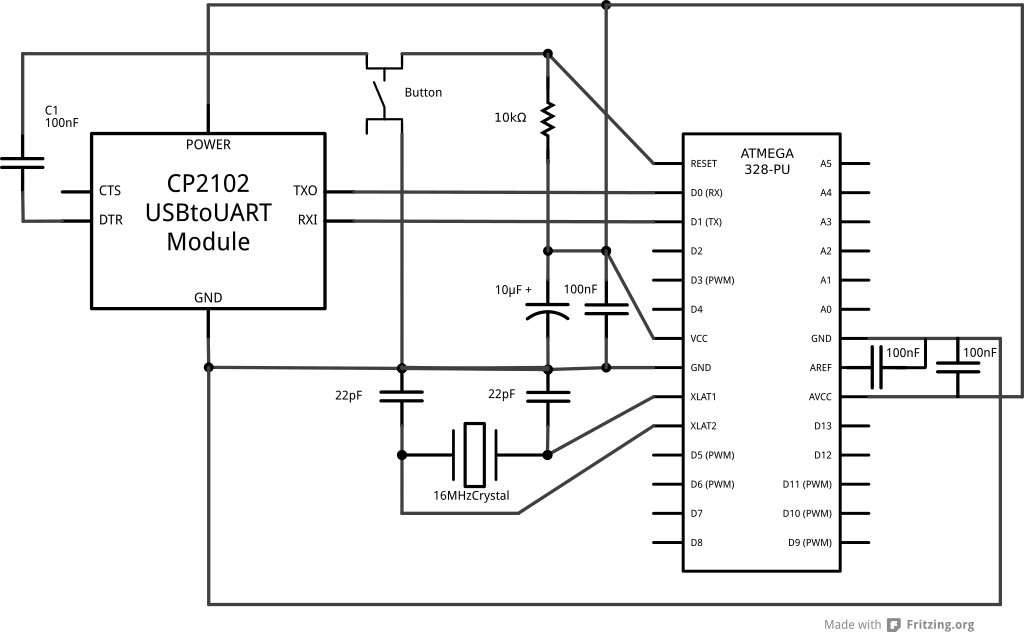 C1
100nF
Button
10kΩ
POWER
CP2102
USBtoUART
Module
CTS
DTR
TXO
RXI
GND
10µF +
100nF
22pF
22pF
16MHzCrystal
ATMEGA
328-PU
RESET
D0 (RX)
D1 (TX)
D2
D3 (PWM)
D4
VCC
GND
XLAT1
XLAT2
D5 (PWM)
D6 (PWM)
D7
D8
A5
A4
A3
A2
A1
A0
GND
AREF
AVCC
D13
D12
D11 (PWM)
D10 (PWM)
D9 (PWM)
100nF
100nF
Made with Fritzing.org